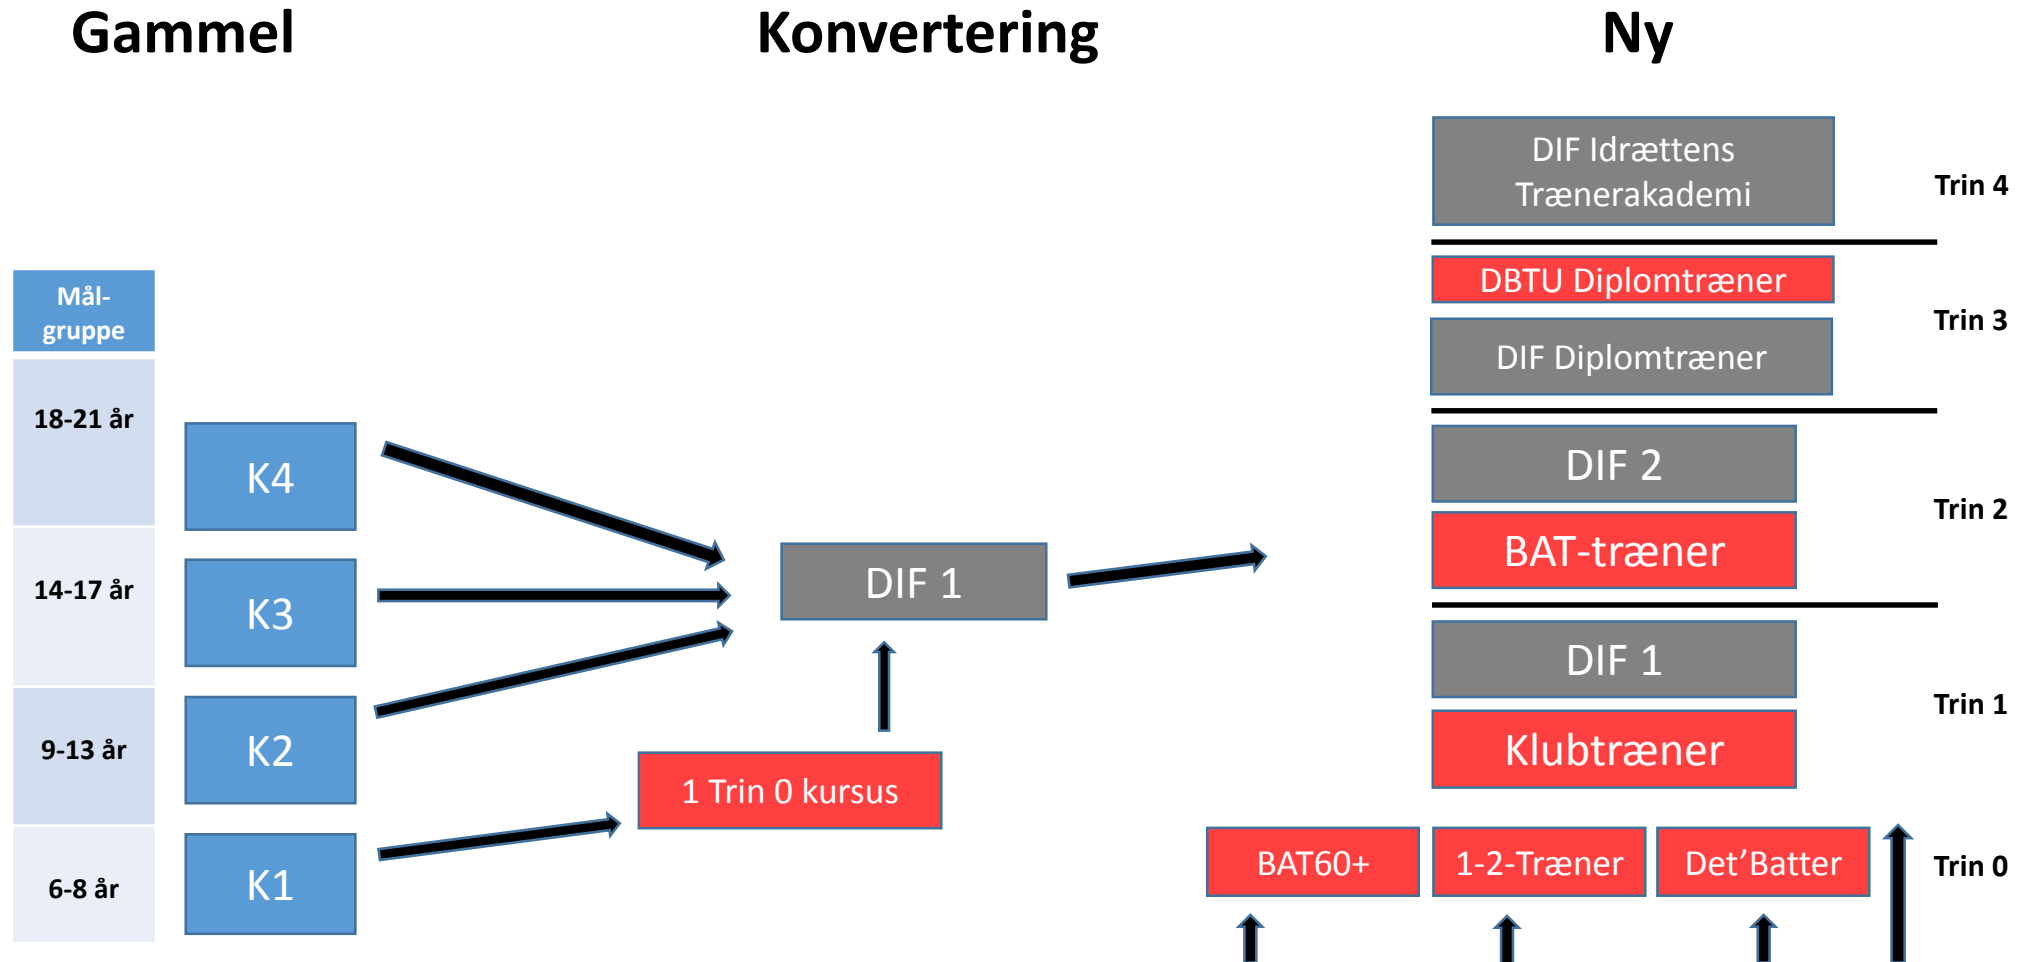 Gammel
Konvertering
Ny
Mål-
gruppe
18-21 år
14-17 år
9-13 år
6-8 år
K4
K3
K2
K1
DIF 1
1 Trin 0 kursus
DIF Idrættens
Trænerakademi
Trin 4
DBTU Diplomtræner
DIF Diplomtræner
Trin 3
DIF 2
BAT-træner
Trin 2
DIF 1
Klubtræner
Trin 1
BAT60+
1-2-Træner
Det’Batter
Trin 0